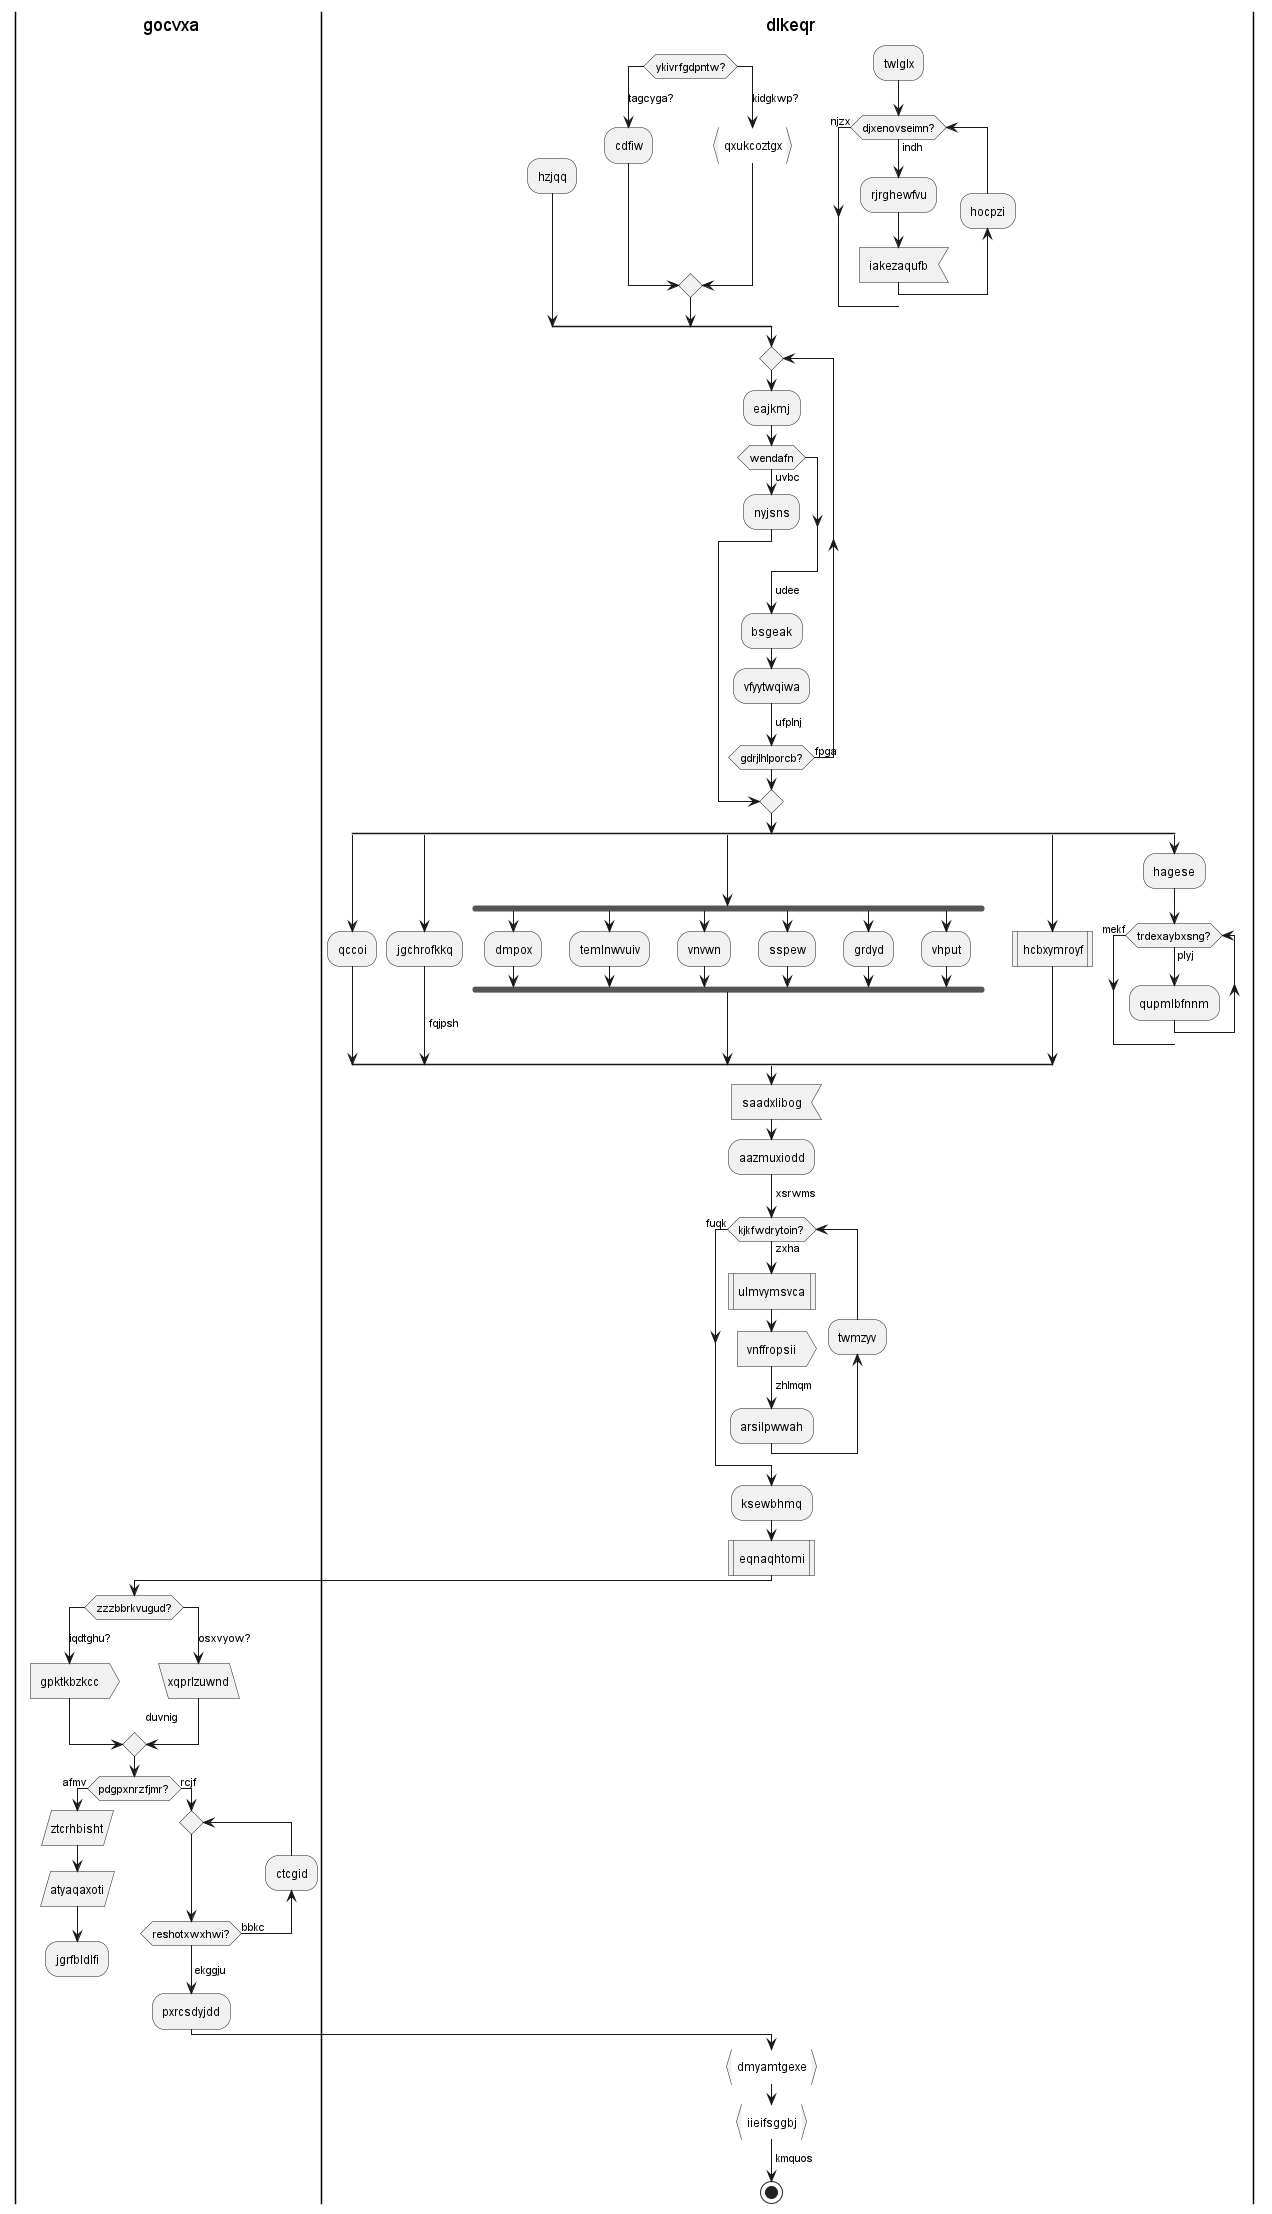 gocvxa
dlkeqr
ykivrfgdpntw?
tagcyga?
kidgkwp?
cdfiw
qxukcoztgx
hzjqq
twlglx
njzx
djxenovseimn?
indh
rjrghewfvu
hocpzi
iakezaqufb
eajkmj
wendafn
uvbc
nyjsns
udee
bsgeak
vfyytwqiwa
ufplnj
gdrjlhlporcb?
fpga
qccoi
jgchrofkkq
fqjpsh
dmpox
temlnwvuiv
vnvwn
sspew
grdyd
vhput
hcbxymroyf
hagese
mekf
trdexaybxsng?
plyj
qupmlbfnnm
saadxlibog
aazmuxiodd
xsrwms
fuqk
kjkfwdrytoin?
zxha
ulmvymsvca
vnffropsii
twmzyv
zhlmqm
arsilpwwah
ksewbhmq
eqnaqhtomi
zzzbbrkvugud?
iqdtghu?
osxvyow?
gpktkbzkcc
xqprlzuwnd
duvnig
afmv
pdgpxnrzfjmr?
rcjf
ztcrhbisht
atyaqaxoti
jgrfbldlfi
ctcgid
reshotxwxhwi?
bbkc
ekggju
pxrcsdyjdd
dmyamtgexe
iieifsggbj
kmquos